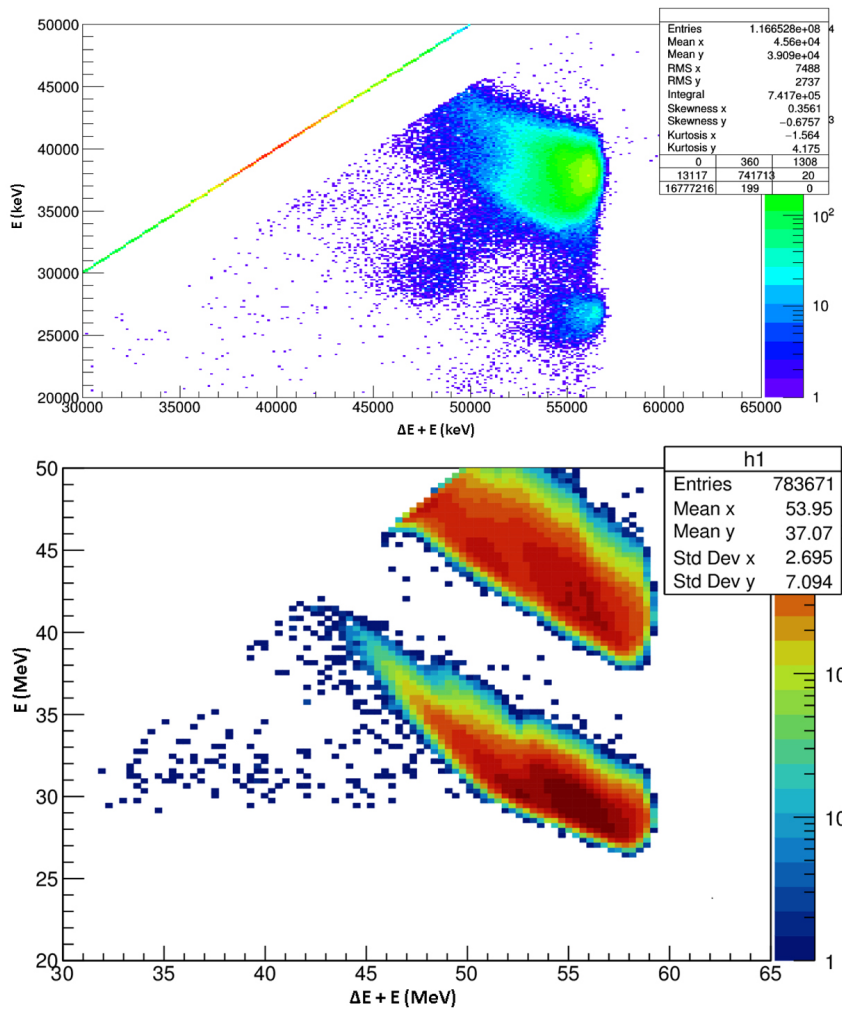 50000
45000
40000
35000
30000
25000
20000
E (keV)
30000 35000 40000 45000 50000 55000 60000 65000
ΔE + E (keV)
Entries 1.166528e+08
Mean x 4.56e+04
Mean y 3.909e+04
RMS x 7488
RMS y 2737
Integral 7.417e+05
Skewness x 0.3561
Skewness y −0.6757
Kurtosis x −1.564
Kurtosis y 4.175
0 360 1308
13117 741713 20
16777216 199 0
4
3
10²
10
1
50
45
40
35
30
25
20
E (MeV)
30 35 40 45 50 55 60 65
ΔE + E (MeV)
h1
Entries 783671
Mean x 53.95
Mean y 37.07
Std Dev x 2.695
Std Dev y 7.094
10
10
1